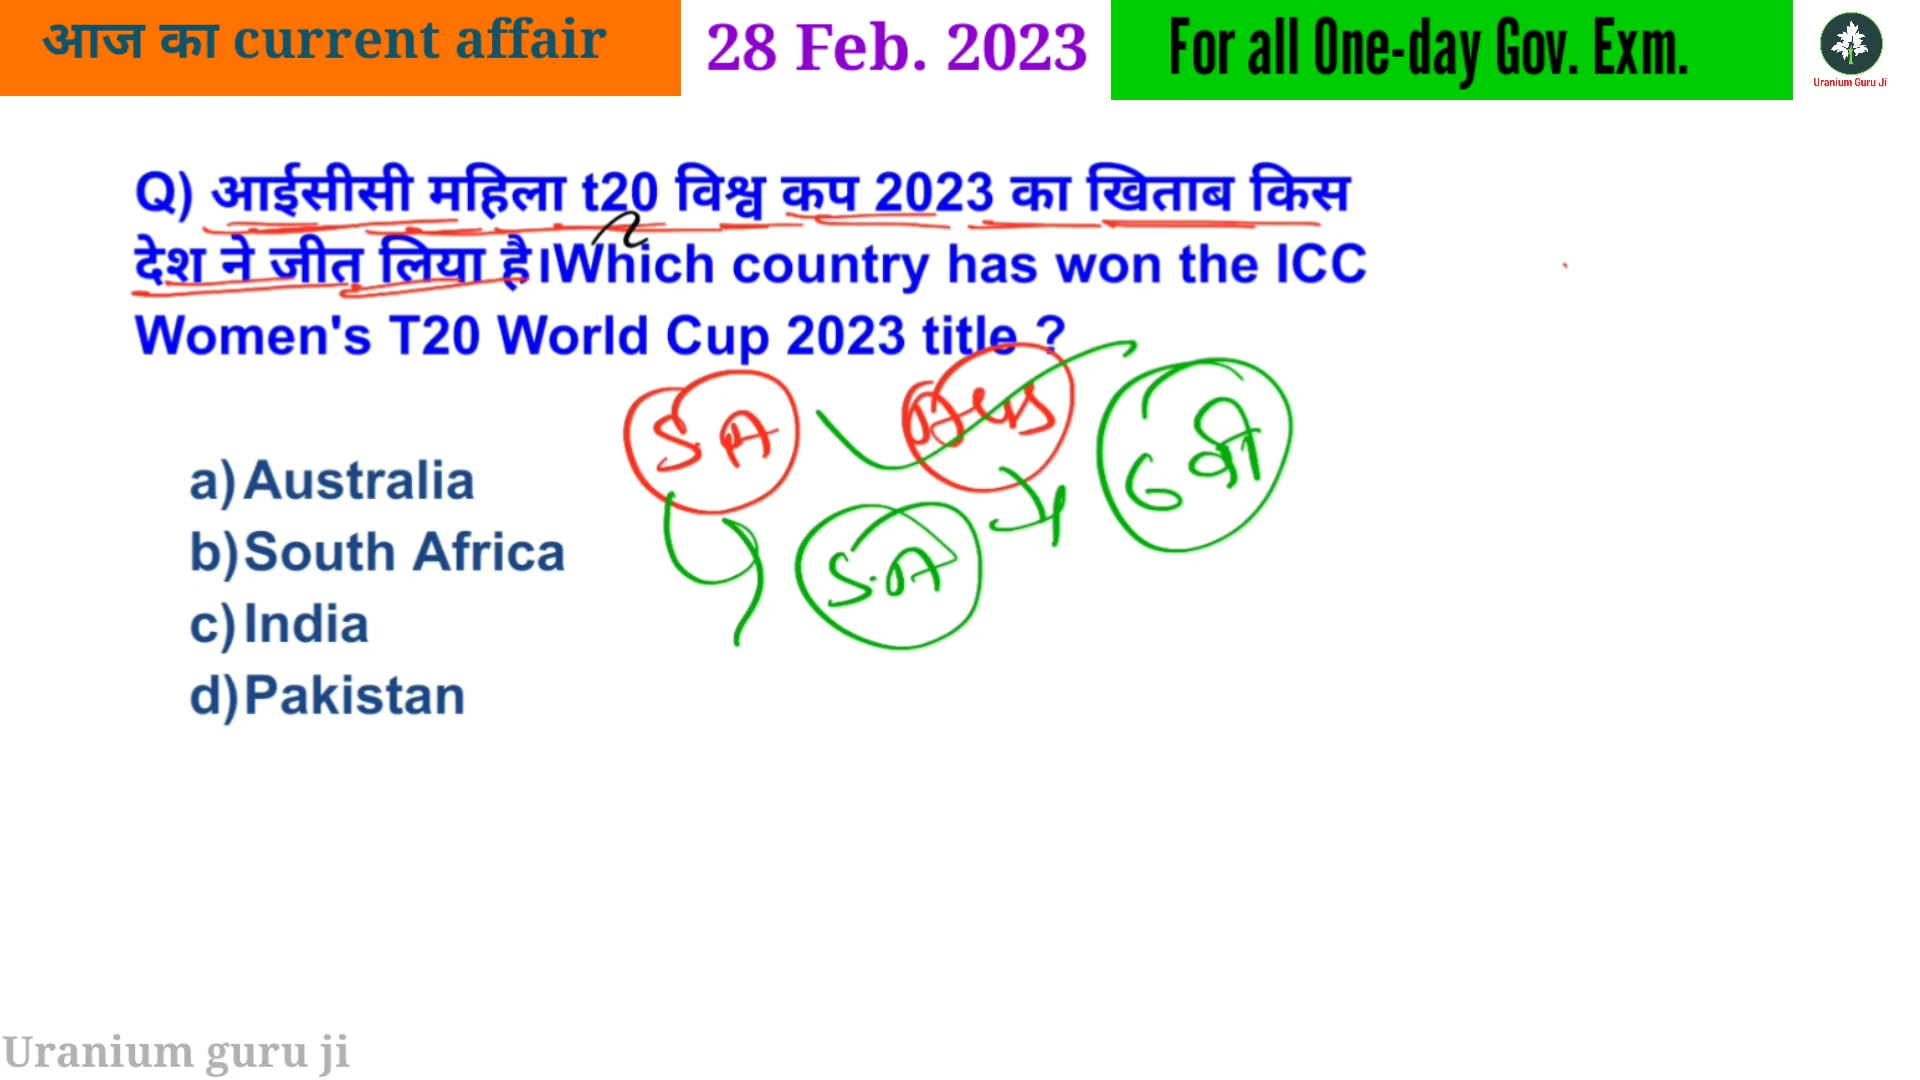 आज का current affair
28 Feb. 2023
For all One-day Gov. Exm.
Uranium Guru Ji
Q) आईसीसी महिला t20 विश्व कप 2023 का खिताब किस
देश ने जीत लिया है।Which country has won the ICC
Women's T20 World Cup 2023 title ?
S.A
6वी
S.A
a)Australia
b)South Africa
c)India
d)Pakistan
Uranium guru ji